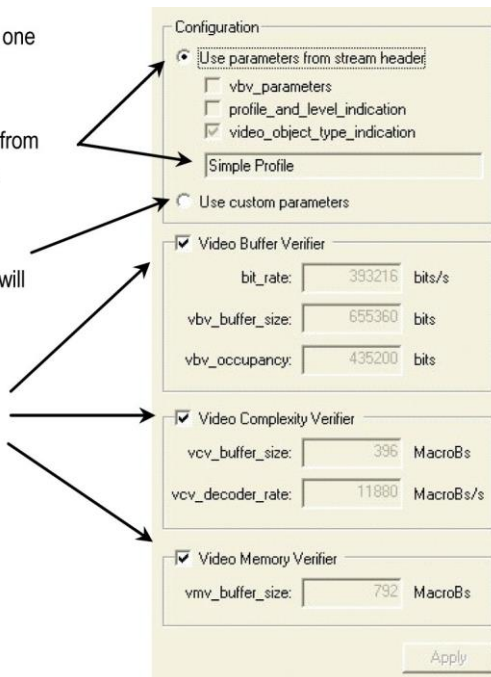 one
from
will
Configuration
Use parameters from stream header
vbv_parameters
profile_and_level_indication
video_object_type_indication
Simple Profile
Use custom parameters
Video Buffer Verifier
bit_rate: 393216 bits/s
vbv_buffer_size: 655360 bits
vbv_occupancy: 435200 bits
Video Complexity Verifier
vcv_buffer_size: 396 MacroBs
vcv_decoder_rate: 11880 MacroBs/s
Video Memory Verifier
vmv_buffer_size: 792 MacroBs
Apply